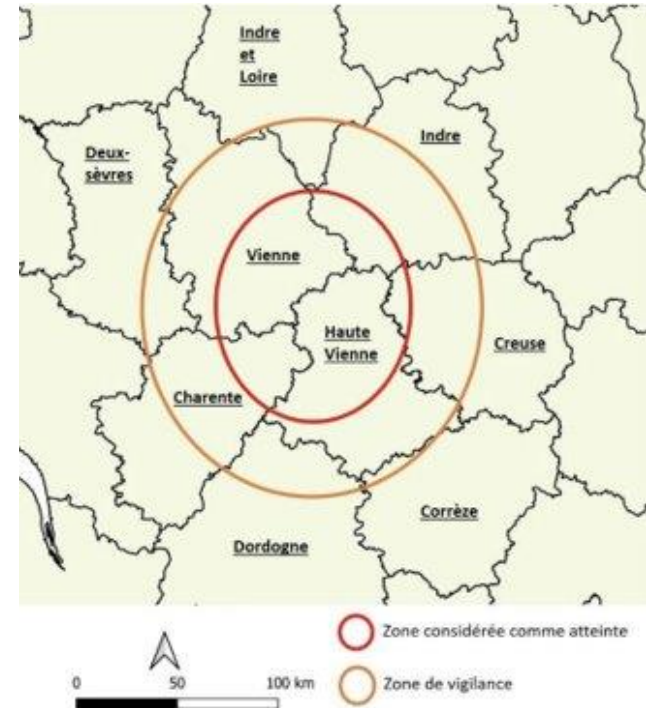 Indre
et
Loire
Indre
Deux-
sèvres
Vienne
Haute
Vienne
Creuse
Charente
Corrèze
Dordogne
Zone considérée comme atteinte
0 50 100 km
Zone de vigilance